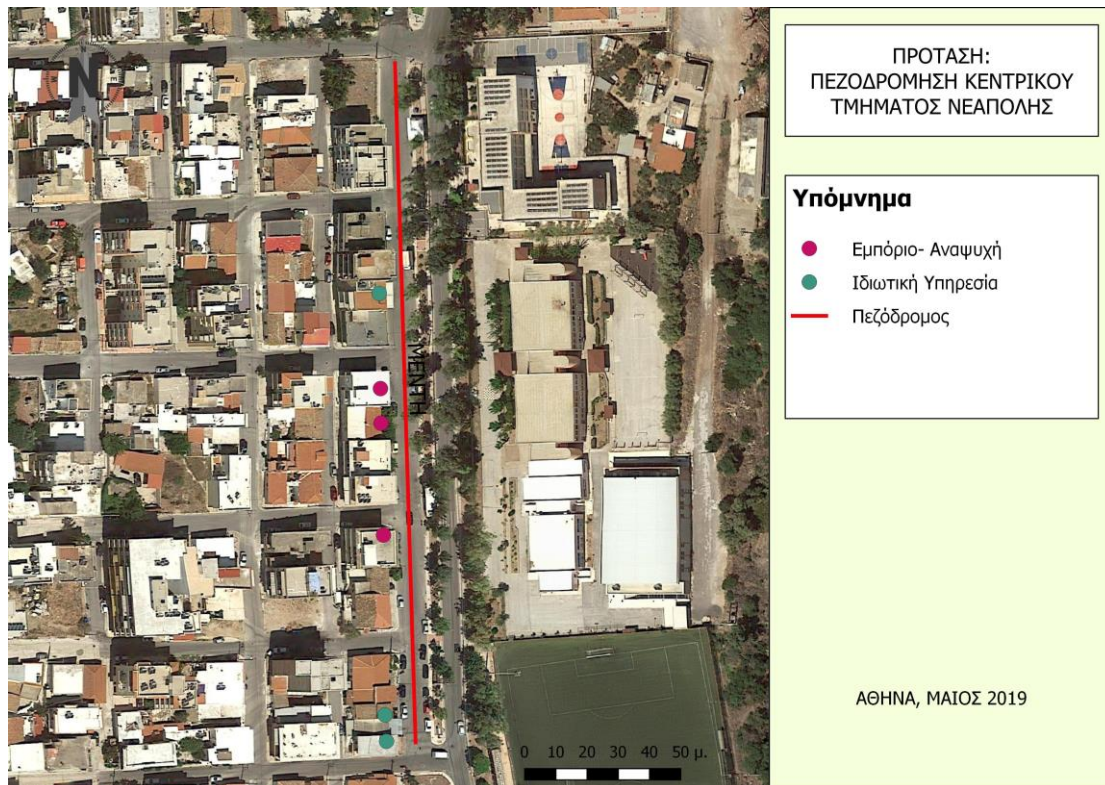 ΠΡΟΤΑΣΗ:
ΠΕΖΟΔΡΟΜΗΣΗ ΚΕΝΤΡΙΚΟΥ
ΤΜΗΜΑΤΟΣ ΝΕΑΠΟΛΗΣ
Υπόμνημα
Εμπόριο- Αναψυχή
Ιδιωτική Υπηρεσία
Πεζόδρομος
ΑΘΗΝΑ, ΜΑΙΟΣ 2019
N
0 10 20 30 40 50 μ.